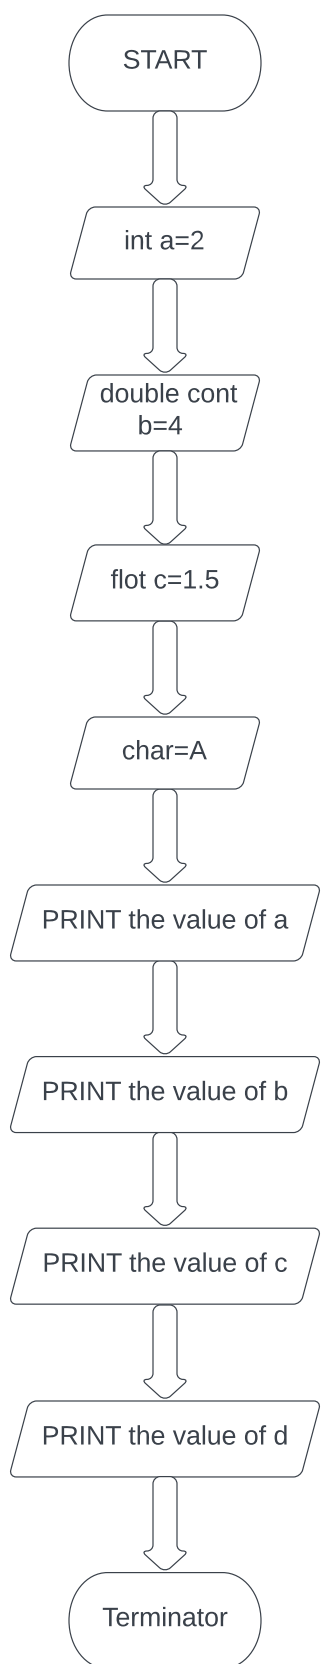 START
int a=2
double cont
b=4
flot c=1.5
char=A
PRINT the value of a
PRINT the value of b
PRINT the value of c
PRINT the value of d
Terminator